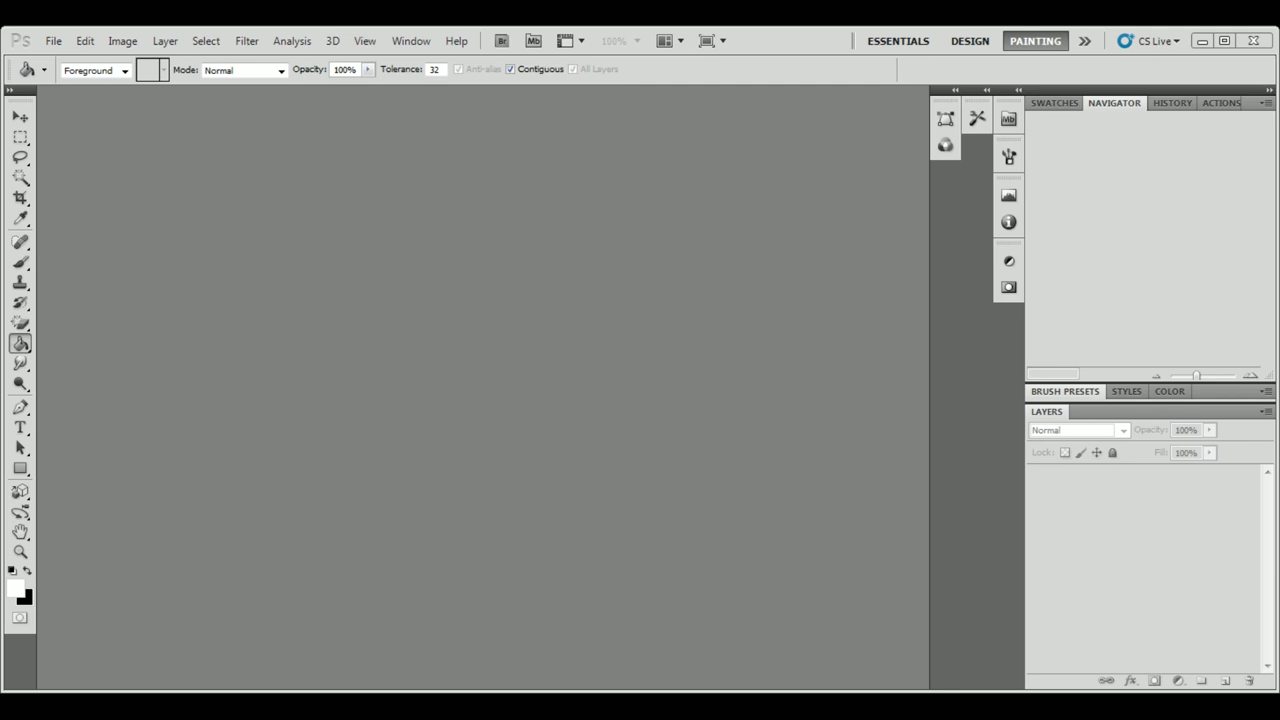 Ps File Edit Image Layer Select Filter Analysis 3D View Window Help Br Mb 100% ESSENTIALS DESIGN PAINTING CS Live
Foreground Mode: Normal Opacity: 100% Tolerance: 32 Anti-alias Contiguous All Layers
SWATCHES NAVIGATOR HISTORY ACTIONS
Mb
BRUSH PRESETS STYLES COLOR
LAYERS
Normal Opacity: 100%
Lock: Fill: 100%
T
fx